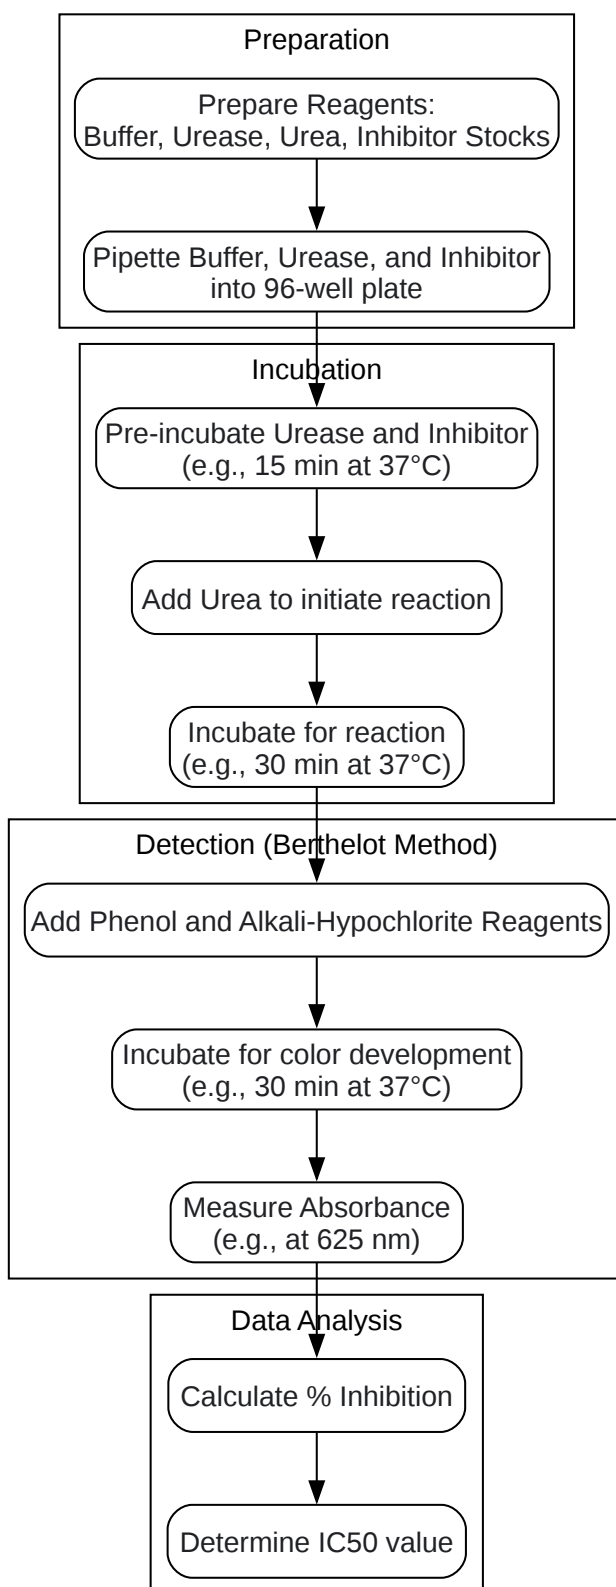 Preparation
Prepare Reagents:
Buffer, Urease, Urea, Inhibitor Stocks
Pipette Buffer, Urease, and Inhibitor
into 96-well plate
Incubation
Pre-incubate Urease and Inhibitor
(e.g., 15 min at 37°C)
Add Urea to initiate reaction
Incubate for reaction
(e.g., 30 min at 37°C)
Detection (Berthelot Method)
Add Phenol and Alkali-Hypochlorite Reagents
Incubate for color development
(e.g., 30 min at 37°C)
Measure Absorbance
(e.g., at 625 nm)
Data Analysis
Calculate % Inhibition
Determine IC50 value